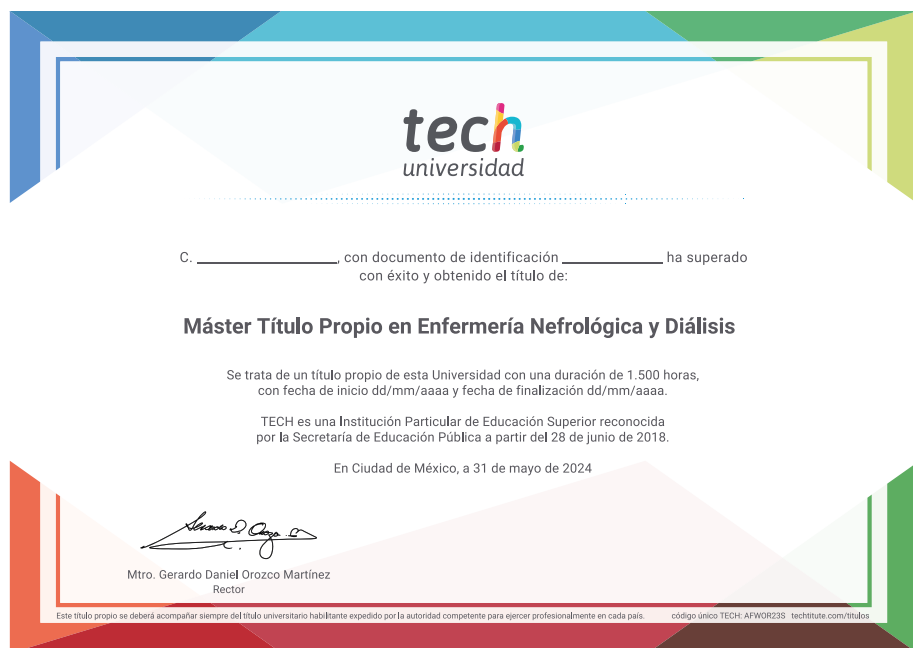 tech
universidad
C. ________________, con documento de identificación ____________ ha superado
con éxito y obtenido el título de:
Máster Título Propio en Enfermería Nefrológica y Diálisis
Se trata de un título propio de esta Universidad con una duración de 1.500 horas,
con fecha de inicio dd/mm/aaaa y fecha de finalización dd/mm/aaaa.
TECH es una Institución Particular de Educación Superior reconocida
por la Secretaría de Educación Pública a partir del 28 de junio de 2018.
En Ciudad de México, a 31 de mayo de 2024
Mtro. Gerardo Daniel Orozco Martínez
Rector
Este título propio se deberá acompañar siempre del título universitario habilitante expedido por la autoridad competente para ejercer profesionalmente en cada país. código único TECH: AFWOR23S techtitute.com/titulos